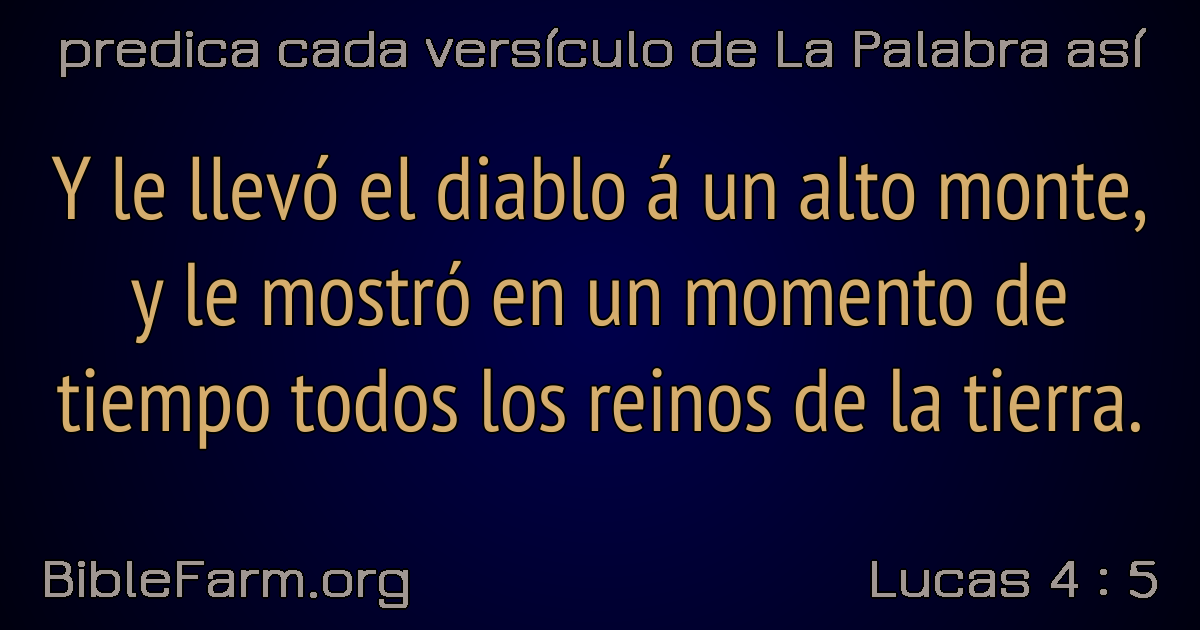 predica cada versículo de La Palabra así
Y le llevó el diablo á un alto monte,
y le mostró en un momento de
tiempo todos los reinos de la tierra.
BibleFarm.org
Lucas 4 : 5